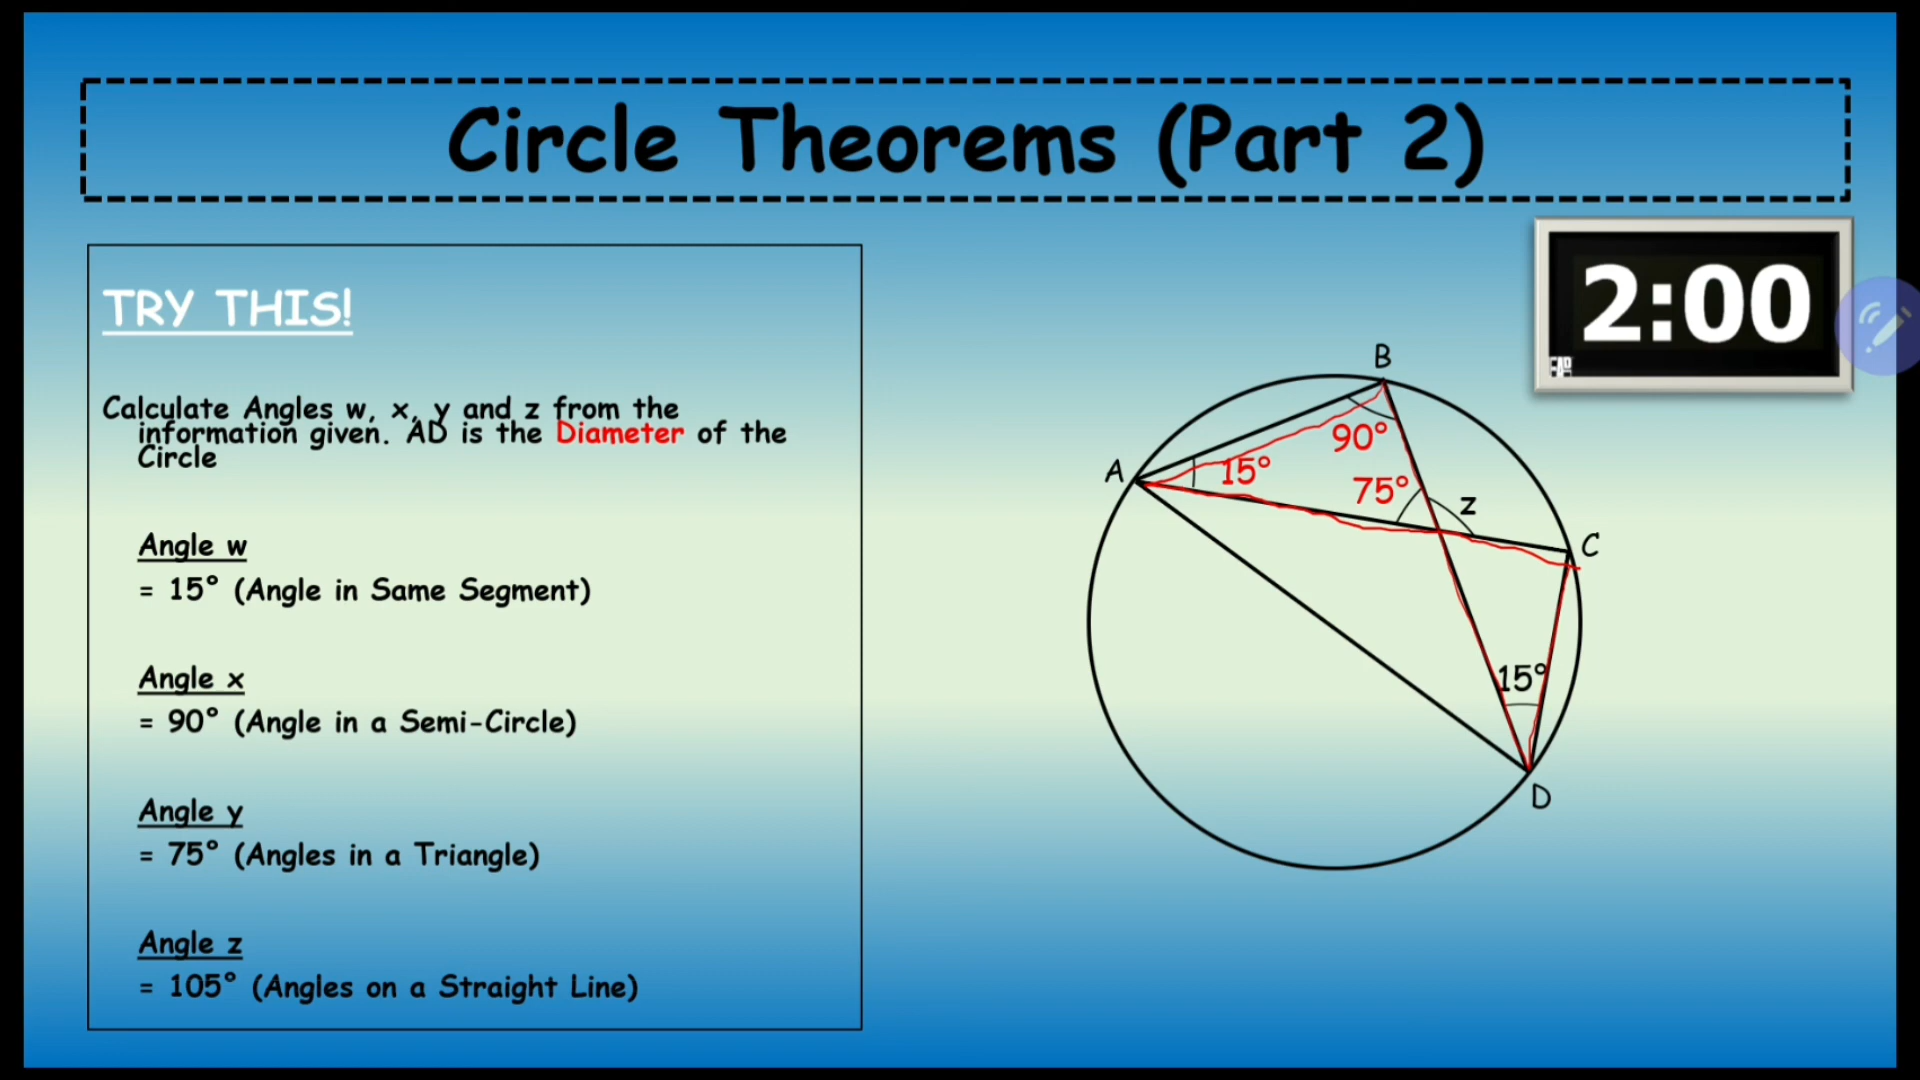 Circle Theorems (Part 2)
TRY THIS!
2:00
Calculate Angles w, x, y and z from the
information given. AD is the Diameter of the
Circle
Angle w
= 15° (Angle in Same Segment)
Angle x
= 90° (Angle in a Semi-Circle)
Angle y
= 75° (Angles in a Triangle)
Angle z
= 105° (Angles on a Straight Line)
B
90°
A
15°
75°
z
C
15°
D